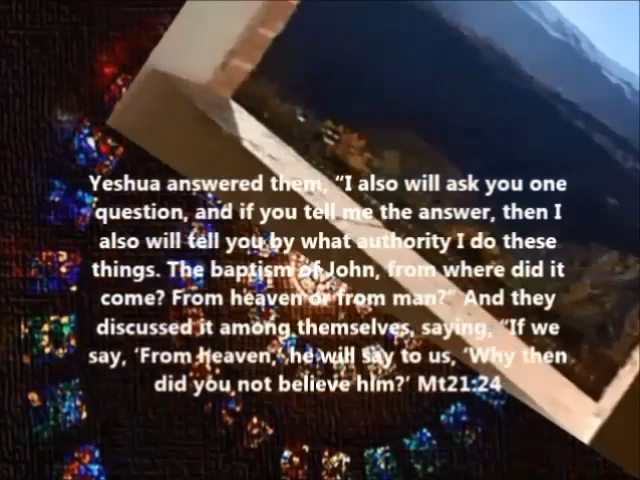 Yeshua answered them, “I also will ask you one
question, and if you tell me the answer, then I
also will tell you by what authority I do these
things. The baptism of John, from where did it
come? From heaven or from man?” And they
discussed it among themselves, saying, “If we
say, ‘From Heaven,’ he will say to us, ‘Why then
did you not believe him?’ Mt21:24